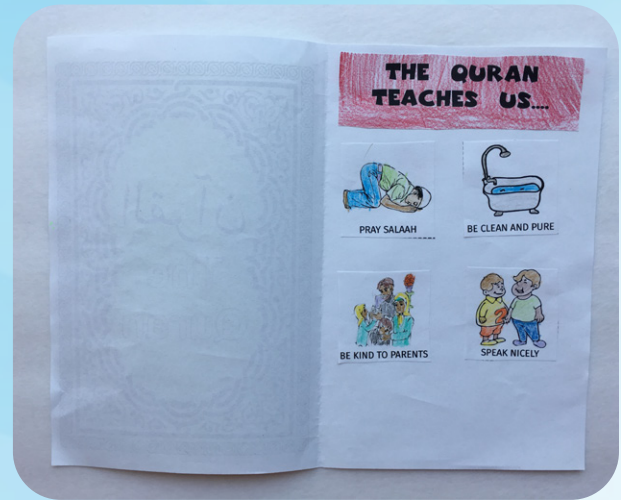 THE QURAN
TEACHES US....
PRAY SALAAH
BE CLEAN AND PURE
BE KIND TO PARENTS
SPEAK NICELY